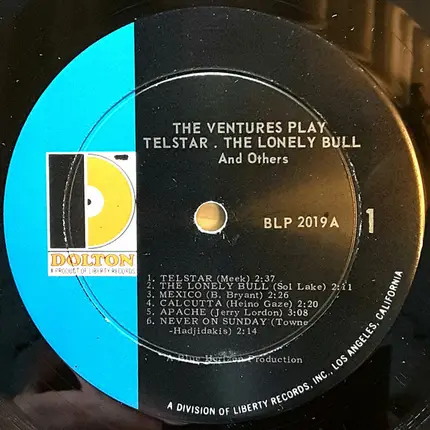 THE VENTURES PLAY
TELSTAR . THE LONELY BULL
And Others
BLP 2019 A
1
DOLTON
A PRODUCT OF LIBERTY RECORDS
1. TELSTAR (Meek) 2:37
2. THE LONELY BULL (Sol Lake) 2:11
3. MEXICO (B. Bryant) 2:26
4. CALCUTTA (Heino Gaze) 2:20
5. APACHE (Jerry Lordon) 3:08
6. NEVER ON SUNDAY (Towne
-Hadjidakis) 2:14
A Blue Horizon Production
A DIVISION OF LIBERTY RECORDS, INC., LOS ANGELES, CALIFORNIA